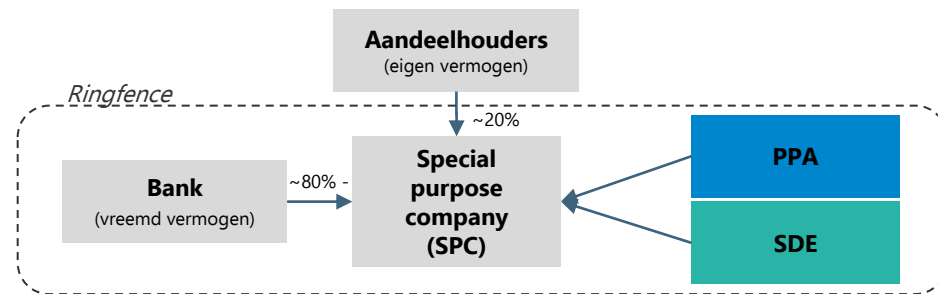 Aandeelhouders
(eigen vermogen)
Ringfence
~20%
Bank
(vreemd vermogen)
~80% -
Special
purpose
company
(SPC)
PPA
SDE